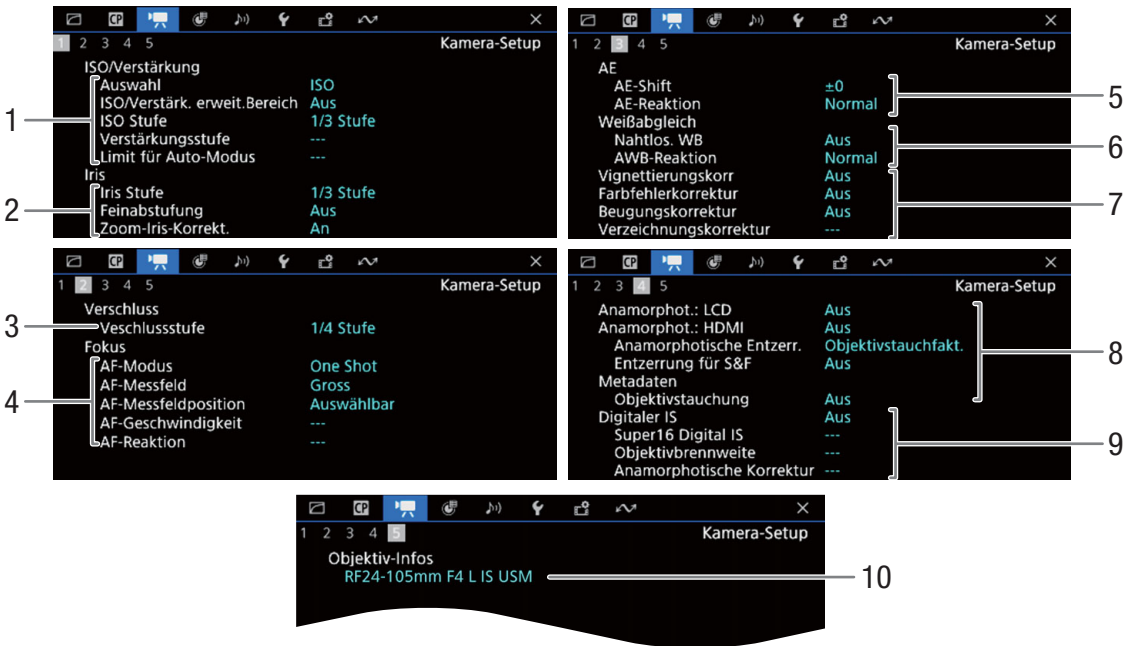 CP
1 2 3 4 5 Kamera-Setup
ISO/Verstärkung
Auswahl ISO
ISO/Verstärk. erweit.Bereich Aus
ISO Stufe 1/3 Stufe
Verstärkungsstufe ---
Limit für Auto-Modus ---
Iris
Iris Stufe 1/3 Stufe
Feinabstufung Aus
Zoom-Iris-Korrekt. An
1
2
CP
1 2 3 4 5 Kamera-Setup
AE
AE-Shift ±0
AE-Reaktion Normal
Weißabgleich
Nahtlos. WB Aus
AWB-Reaktion Normal
Vignettierungskorr Aus
Farbfehlerkorrektur Aus
Beugungskorrektur Aus
Verzeichnungskorrektur ---
5
6
7
CP
1 2 3 4 5 Kamera-Setup
Verschluss
Veschlussstufe 1/4 Stufe
Fokus
AF-Modus One Shot
AF-Messfeld Gross
AF-Messfeldposition Auswählbar
AF-Geschwindigkeit ---
AF-Reaktion ---
3
4
CP
1 2 3 4 5 Kamera-Setup
Anamorphot.: LCD Aus
Anamorphot.: HDMI Aus
Anamorphotische Entzerr. Objektivstauchfakt.
Entzerrung für S&F Aus
Metadaten
Objektivstauchung Aus
Digitaler IS Aus
Super16 Digital IS ---
Objektivbrennweite ---
Anamorphotische Korrektur ---
8
9
CP
1 2 3 4 5 Kamera-Setup
Objektiv-Infos
RF24-105mm F4 L IS USM
10